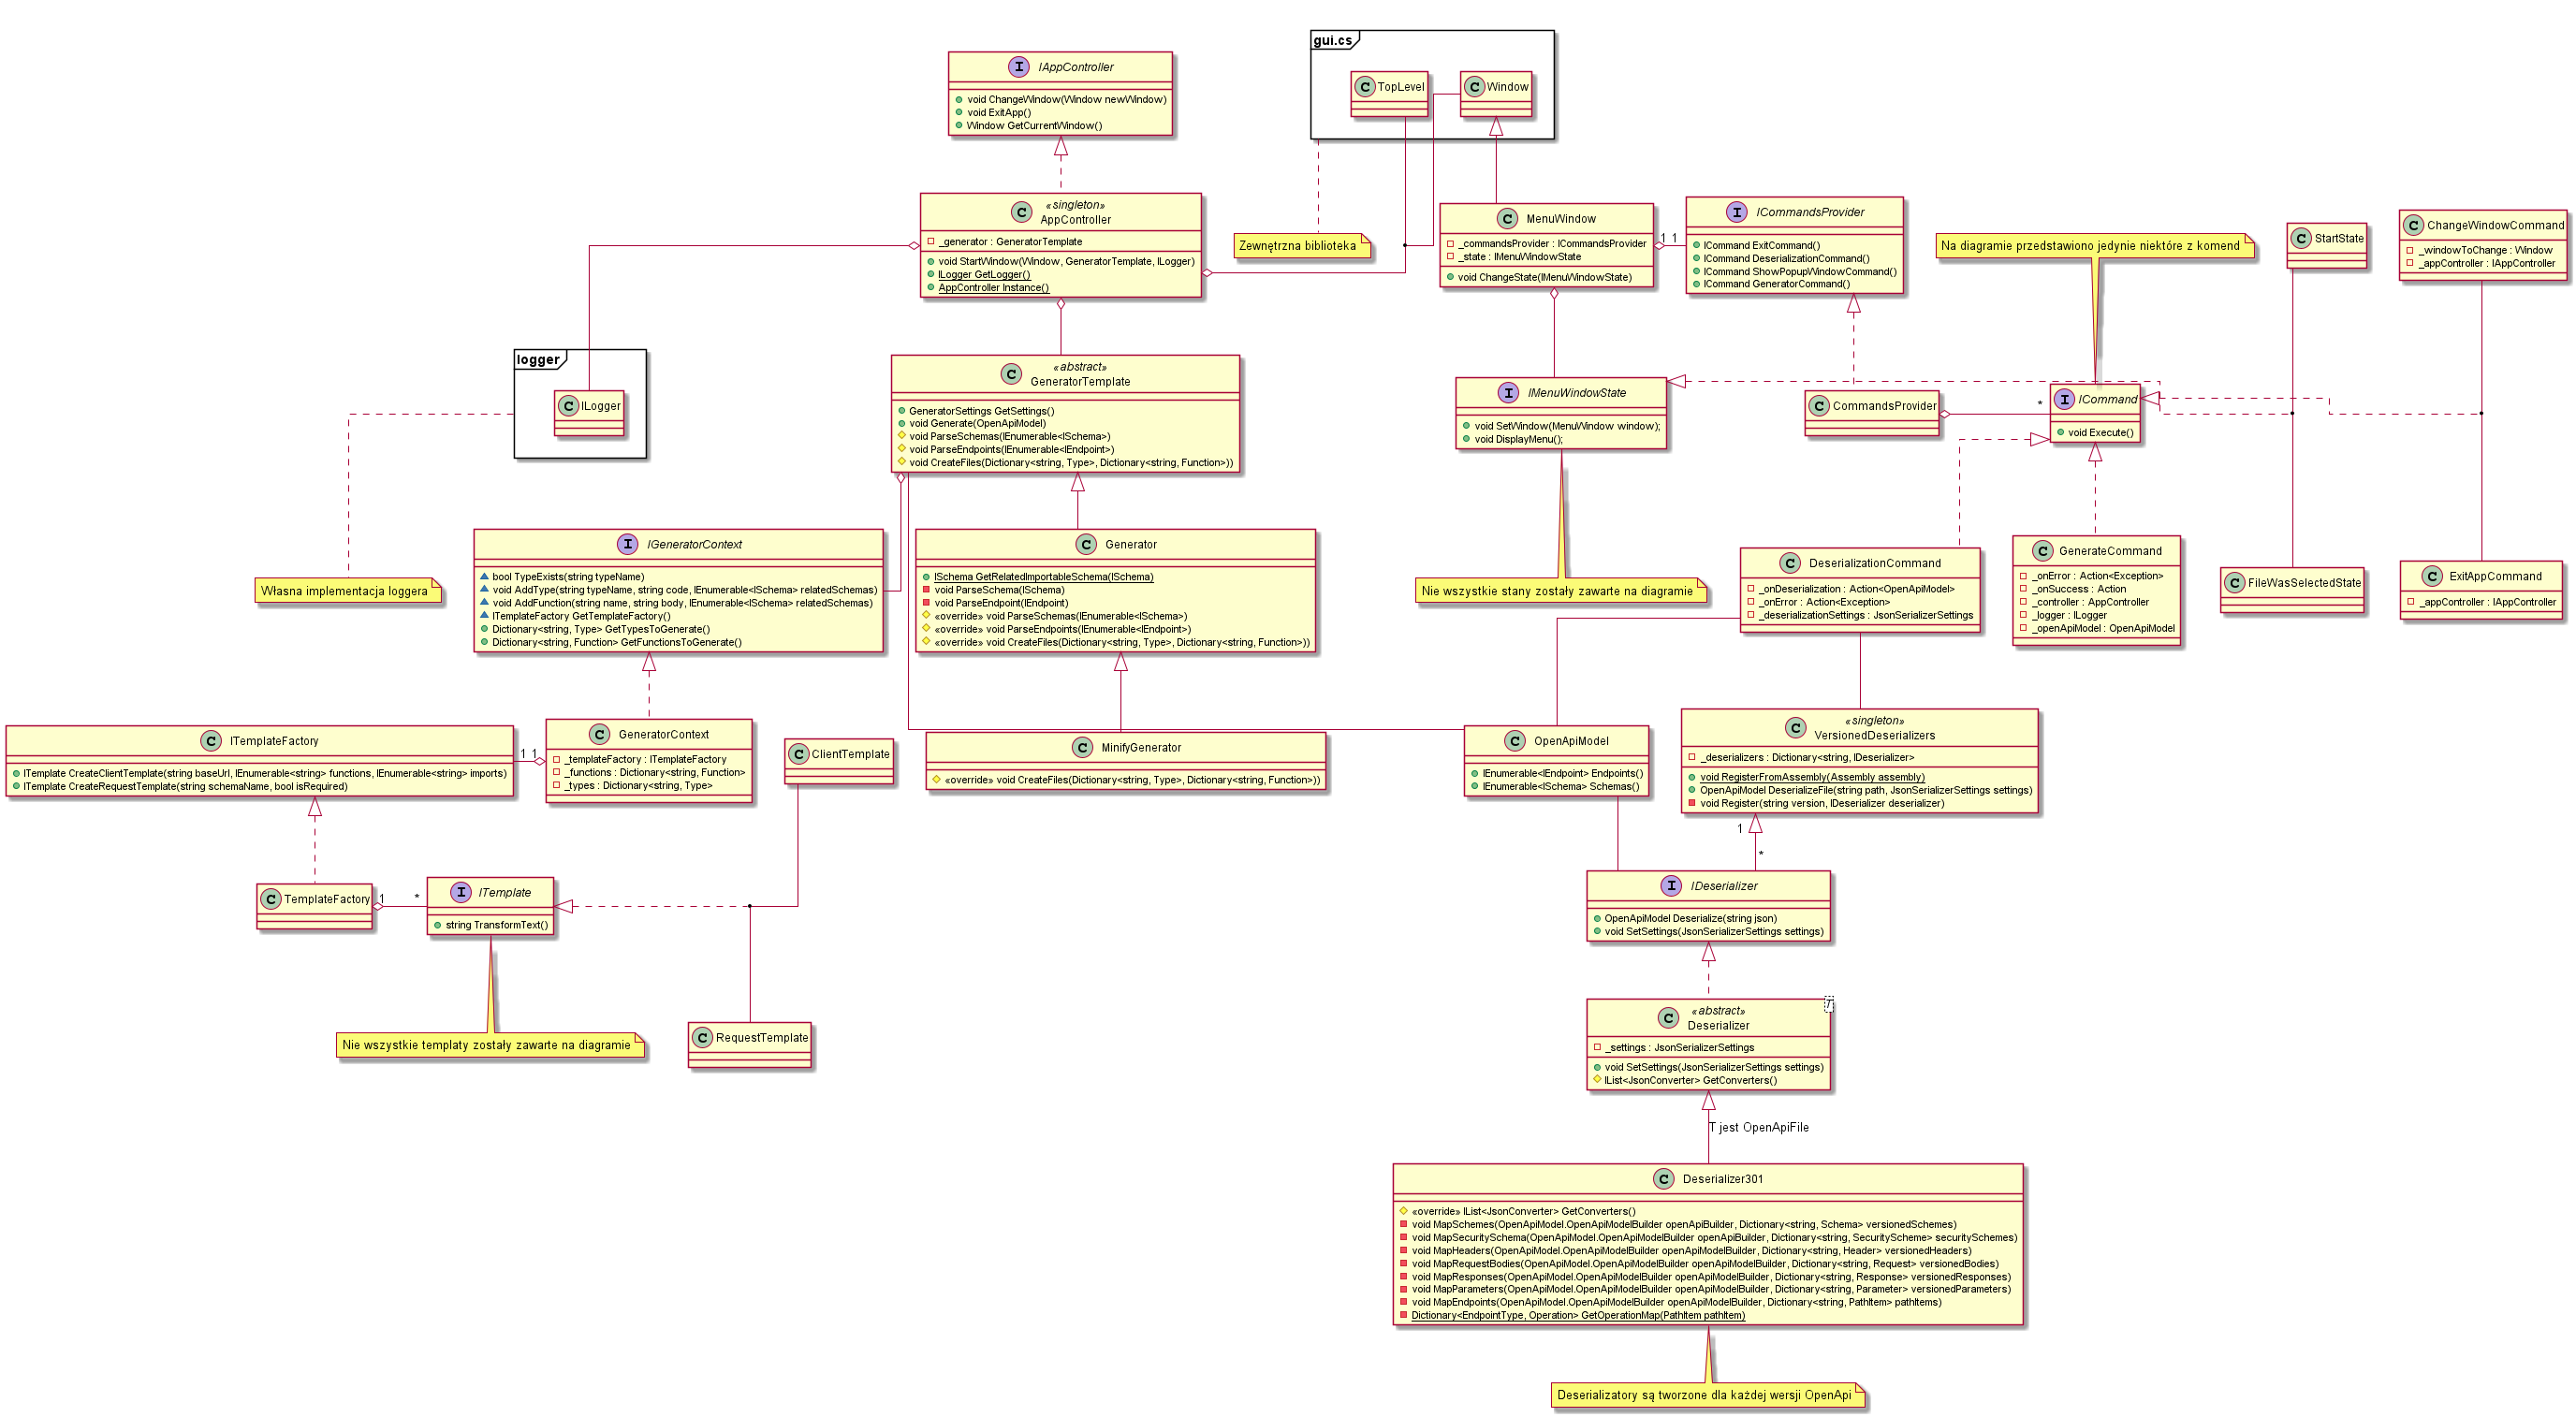 gui.cs
C TopLevel
C Window
I IAppController
void ChangeWindow(Window newWindow)
void ExitApp()
Window GetCurrentWindow()
«singleton»
C AppController
_generator : GeneratorTemplate
void StartWindow(Window, GeneratorTemplate, ILogger)
ILogger GetLogger()
AppController Instance()
Zewnętrzna biblioteka
C MenuWindow
_commandsProvider : ICommandsProvider
_state : IMenuWindowState
void ChangeState(IMenuWindowState)
1 1
I ICommandsProvider
ICommand ExitCommand()
ICommand DeserializationCommand()
ICommand ShowPopupWindowCommand()
ICommand GeneratorCommand()
Na diagramie przedstawiono jedynie niektóre z komend
C StartState
C ChangeWindowCommand
_windowToChange : Window
_appController : IAppController
logger
C ILogger
«abstract»
C GeneratorTemplate
GeneratorSettings GetSettings()
void Generate(OpenApiModel)
void ParseSchemas(IEnumerable<ISchema>)
void ParseEndpoints(IEnumerable<IEndpoint>)
void CreateFiles(Dictionary<string, Type>, Dictionary<string, Function>))
I IMenuWindowState
void SetWindow(MenuWindow window);
void DisplayMenu();
C CommandsProvider
*
I ICommand
void Execute()
Własna implementacja loggera
I IGeneratorContext
bool TypeExists(string typeName)
void AddType(string typeName, string code, IEnumerable<ISchema> relatedSchemas)
void AddFunction(string name, string body, IEnumerable<ISchema> relatedSchemas)
ITemplateFactory GetTemplateFactory()
Dictionary<string, Type> GetTypesToGenerate()
Dictionary<string, Function> GetFunctionsToGenerate()
C Generator
ISchema GetRelatedImportableSchema(ISchema)
void ParseSchema(ISchema)
void ParseEndpoint(IEndpoint)
«override» void ParseSchemas(IEnumerable<ISchema>)
«override» void ParseEndpoints(IEnumerable<IEndpoint>)
«override» void CreateFiles(Dictionary<string, Type>, Dictionary<string, Function>))
Nie wszystkie stany zostały zawarte na diagramie
C DeserializationCommand
_onDeserialization : Action<OpenApiModel>
_onError : Action<Exception>
_deserializationSettings : JsonSerializerSettings
C GenerateCommand
_onError : Action<Exception>
_onSuccess : Action
_controller : AppController
_logger : ILogger
_openApiModel : OpenApiModel
C FileWasSelectedState
C ExitAppCommand
_appController : IAppController
C ITemplateFactory
ITemplate CreateClientTemplate(string baseUrl, IEnumerable<string> functions, IEnumerable<string> imports)
ITemplate CreateRequestTemplate(string schemaName, bool isRequired)
1 1
C GeneratorContext
_templateFactory : ITemplateFactory
_functions : Dictionary<string, Function>
_types : Dictionary<string, Type>
C ClientTemplate
C MinifyGenerator
«override» void CreateFiles(Dictionary<string, Type>, Dictionary<string, Function>))
C OpenApiModel
IEnumerable<IEndpoint> Endpoints()
IEnumerable<ISchema> Schemas()
«singleton»
C VersionedDeserializers
_deserializers : Dictionary<string, IDeserializer>
void RegisterFromAssembly(Assembly assembly)
OpenApiModel DeserializeFile(string path, JsonSerializerSettings settings)
void Register(string version, IDeserializer deserializer)
1
*
C TemplateFactory
1 *
I ITemplate
string TransformText()
I IDeserializer
OpenApiModel Deserialize(string json)
void SetSettings(JsonSerializerSettings settings)
Nie wszystkie templaty zostały zawarte na diagramie
C RequestTemplate
T
«abstract»
C Deserializer
_settings : JsonSerializerSettings
void SetSettings(JsonSerializerSettings settings)
IList<JsonConverter> GetConverters()
T jest OpenApiFile
C Deserializer301
«override» IList<JsonConverter> GetConverters()
void MapSchemes(OpenApiModel.OpenApiModelBuilder openApiBuilder, Dictionary<string, Schema> versionedSchemes)
void MapSecuritySchema(OpenApiModel.OpenApiModelBuilder openApiBuilder, Dictionary<string, SecurityScheme> securitySchemes)
void MapHeaders(OpenApiModel.OpenApiModelBuilder openApiModelBuilder, Dictionary<string, Header> versionedHeaders)
void MapRequestBodies(OpenApiModel.OpenApiModelBuilder openApiModelBuilder, Dictionary<string, Request> versionedBodies)
void MapResponses(OpenApiModel.OpenApiModelBuilder openApiModelBuilder, Dictionary<string, Response> versionedResponses)
void MapParameters(OpenApiModel.OpenApiModelBuilder openApiModelBuilder, Dictionary<string, Parameter> versionedParameters)
void MapEndpoints(OpenApiModel.OpenApiModelBuilder openApiModelBuilder, Dictionary<string, PathItem> pathItems)
Dictionary<EndpointType, Operation> GetOperationMap(PathItem pathItem)
Deserializatory są tworzone dla każdej wersji OpenApi